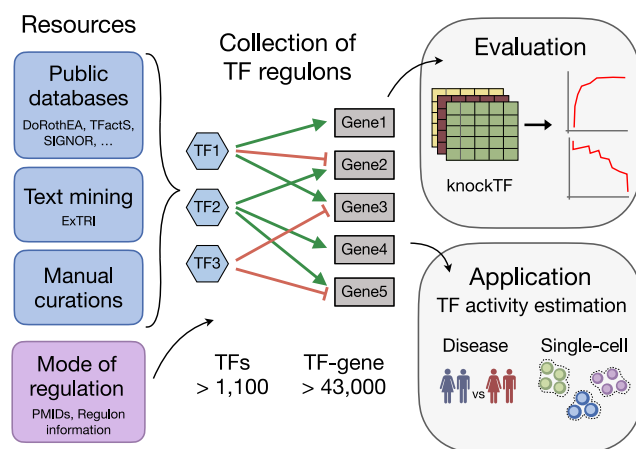 Resources
Public
databases
DoRothEA, TFactS,
SIGNOR, ...
Text mining
ExTRI
Manual
curations
Mode of
regulation
PMIDs, Regulon
information
Collection of
TF regulons
TF1
TF2
TF3
Gene1
Gene2
Gene3
Gene4
Gene5
TFs
> 1,100
TF-gene
> 43,000
Evaluation
knockTF
Application
TF activity estimation
Disease
vs
Single-cell